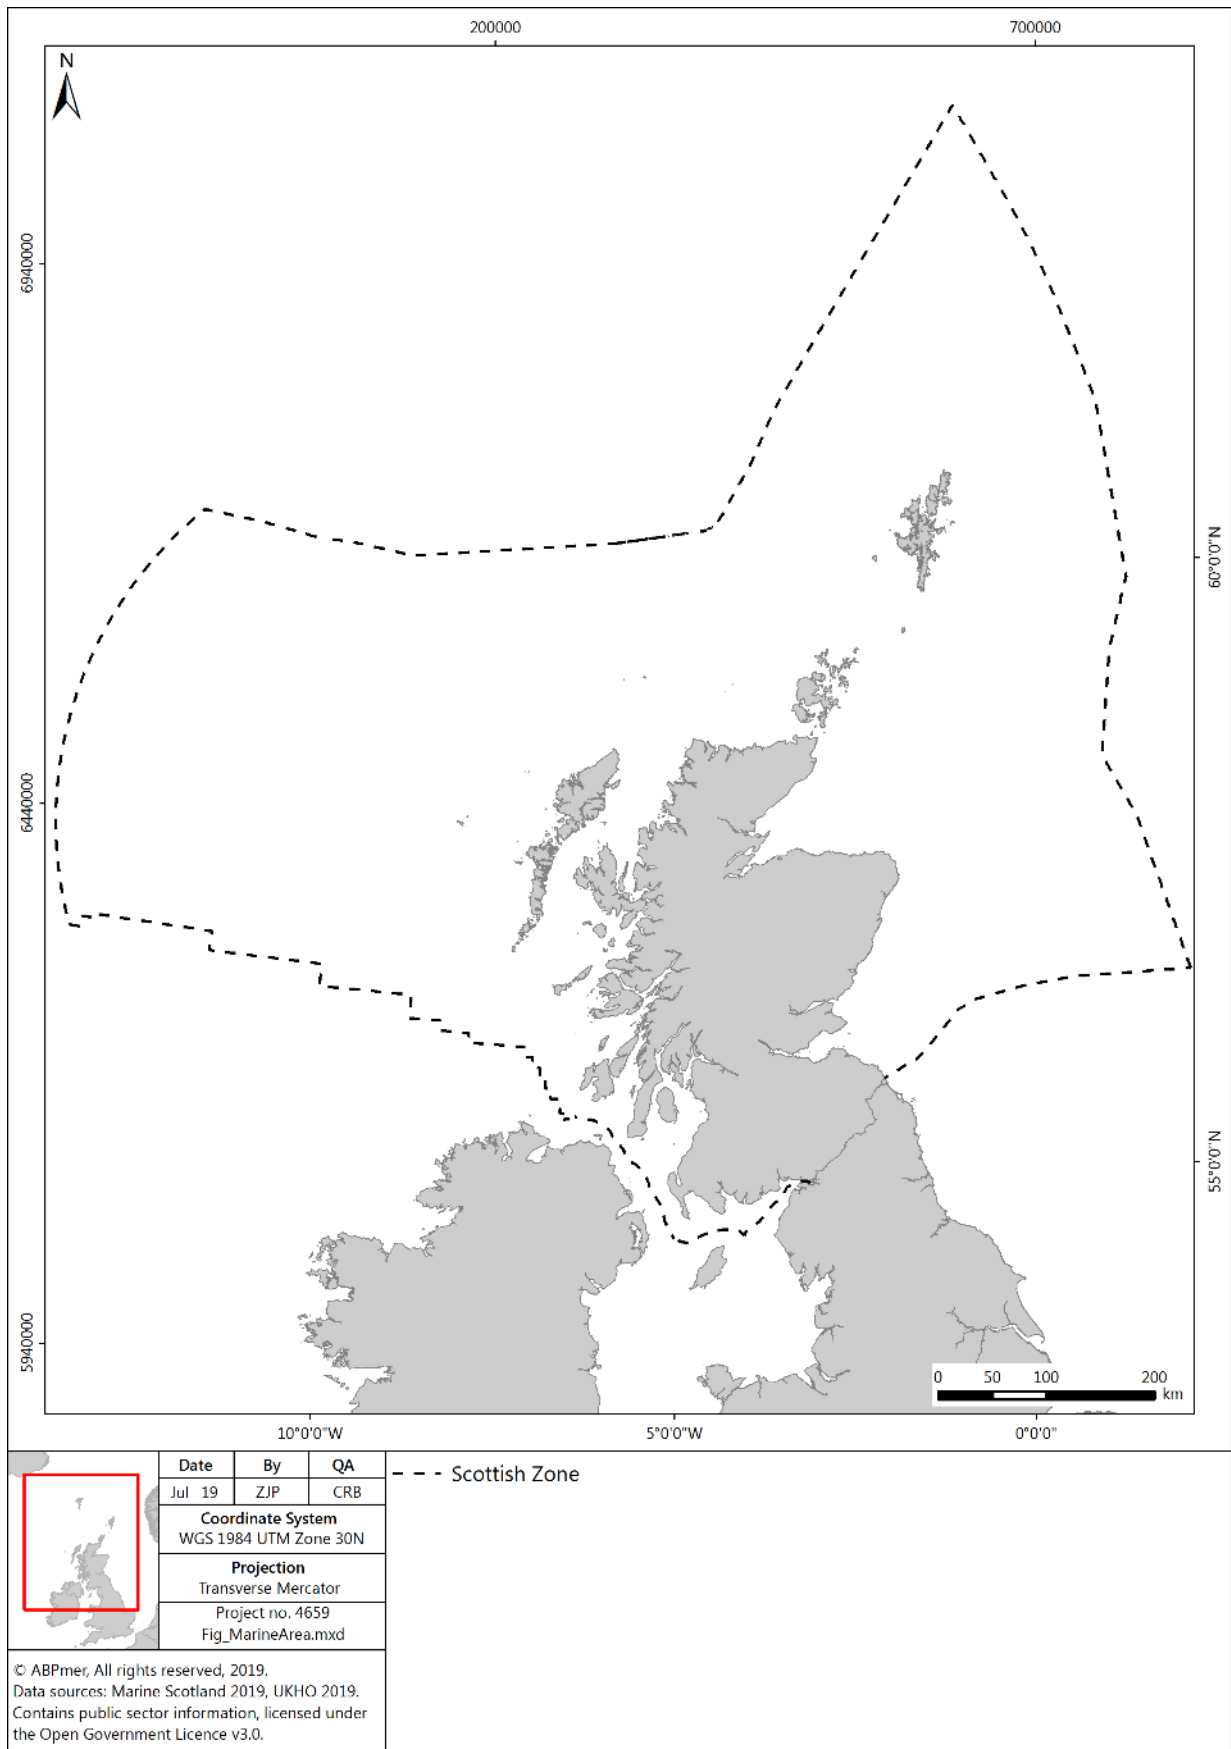 200000
700000
N
6940000
60°0'0"N
6440000
55°0'0"N
5940000
0 50 100 200
km
10°0'0"W
5°0'0"W
0°0'0"
Date By QA
Jul 19 ZJP CRB
Coordinate System
WGS 1984 UTM Zone 30N
Projection
Transverse Mercator
Project no. 4659
Fig_MarineArea.mxd
© ABPmer, All rights reserved, 2019.
Data sources: Marine Scotland 2019, UKHO 2019.
Contains public sector information, licensed under
the Open Government Licence v3.0.
Scottish Zone